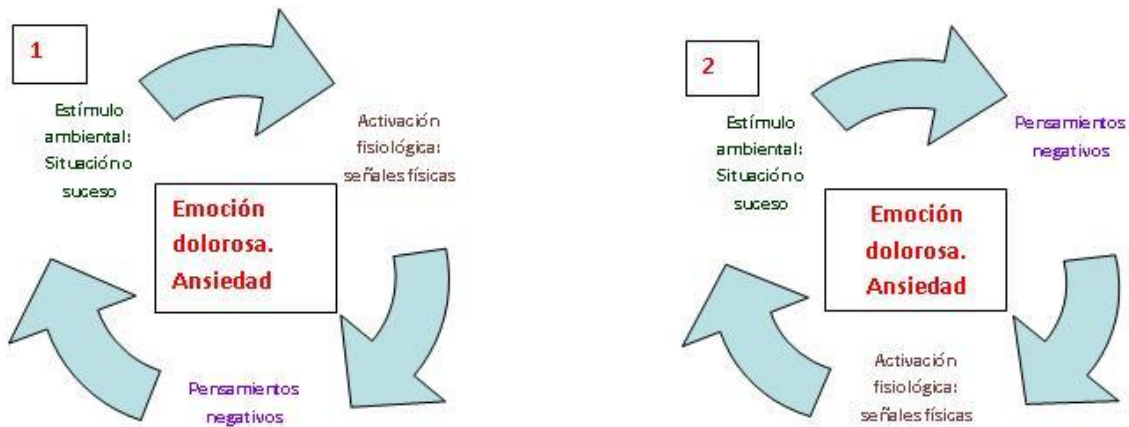 1
Estímulo
ambiental:
Situación o
suceso
Activación
fisiológica:
señales físicas
Emoción
dolorosa.
Ansiedad
Pensamientos
negativos
2
Estímulo
ambiental:
Situación o
suceso
Pensamientos
negativos
Emoción
dolorosa.
Ansiedad
Activación
fisiológica:
señales físicas